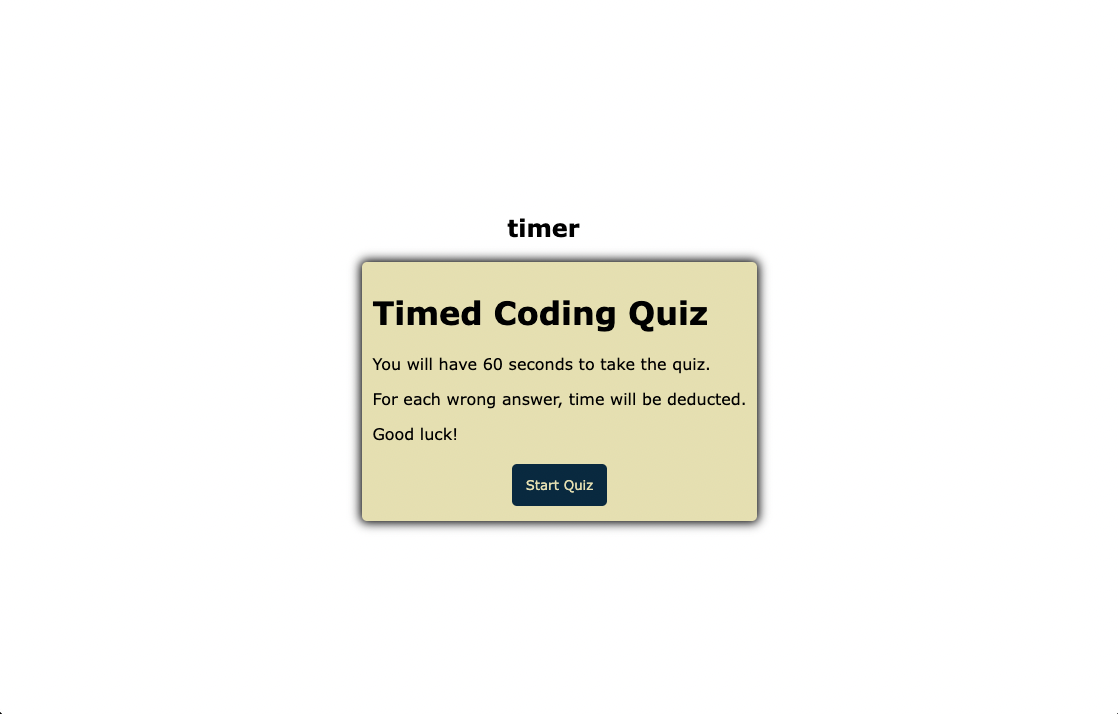 timer
Timed Coding Quiz
You will have 60 seconds to take the quiz.
For each wrong answer, time will be deducted.
Good luck!
Start Quiz